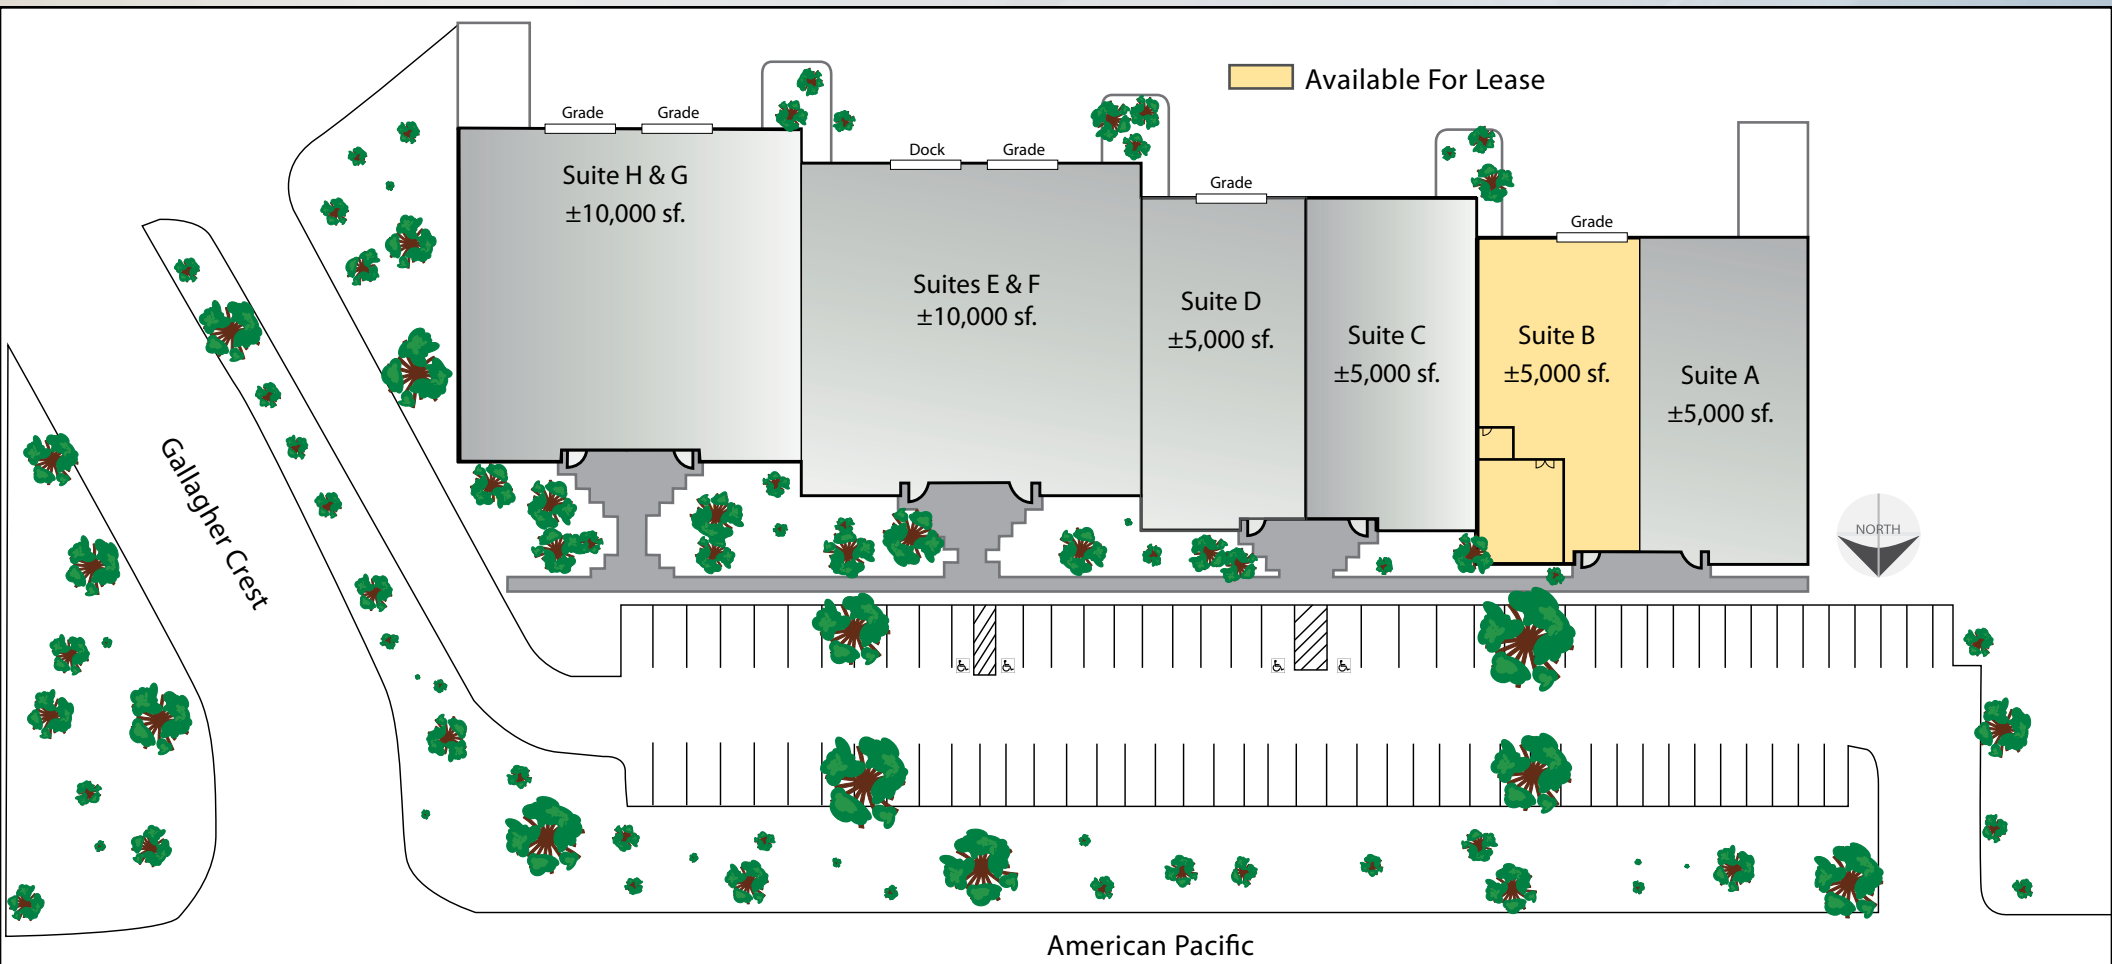 Available For Lease
Grade
Grade
Dock
Grade
Grade
Grade
Suite H & G
±10,000 sf.
Suites E & F
±10,000 sf.
Suite D
±5,000 sf.
Suite C
±5,000 sf.
Suite B
±5,000 sf.
Suite A
±5,000 sf.
NORTH
Gallagher Crest
American Pacific